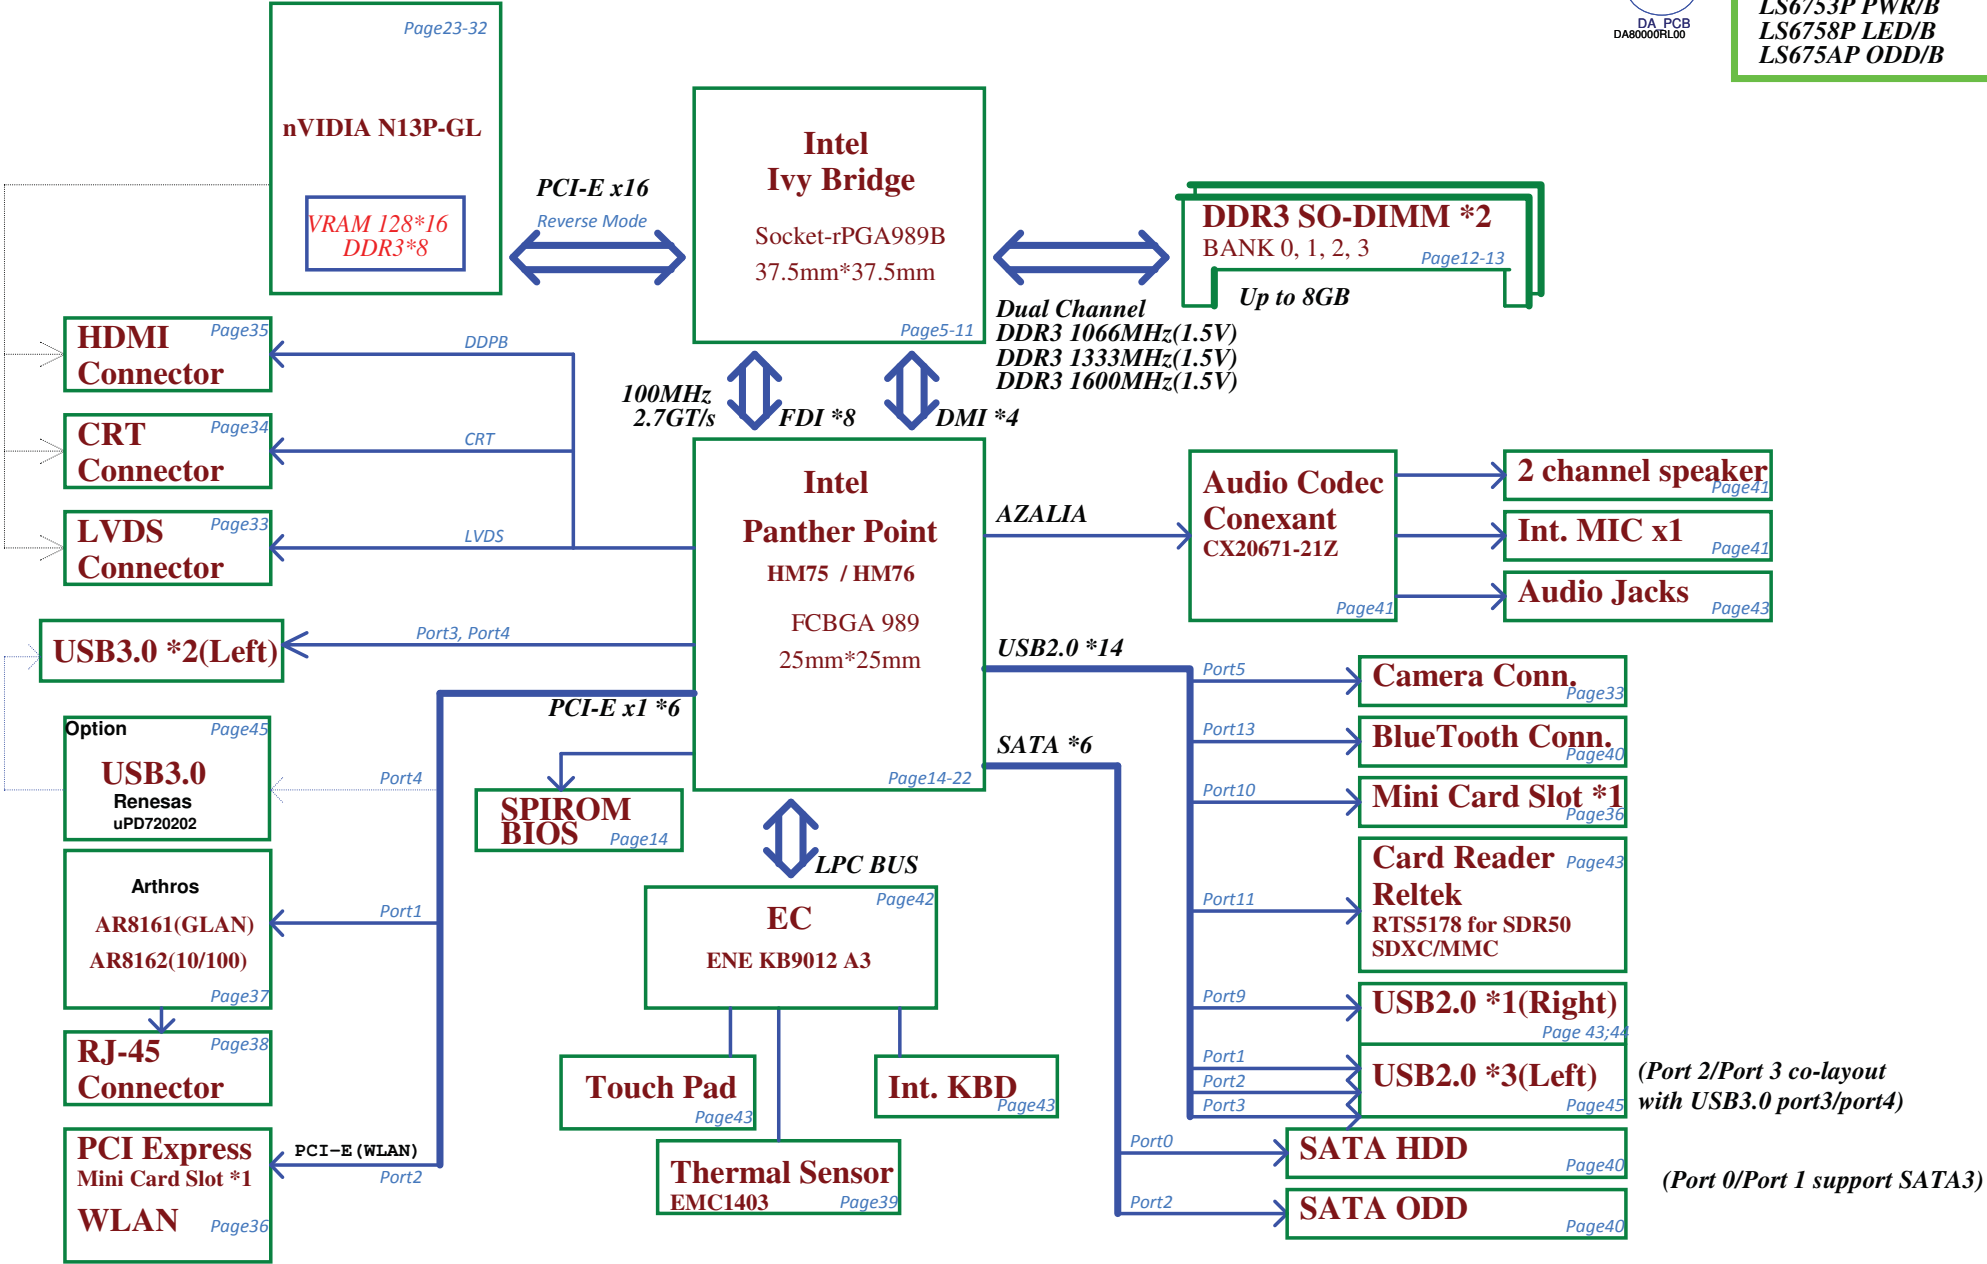 LS6753P PWR/B
LS6758P LED/B
LS675AP ODD/B
DA_PCB
DA80000RL00
Page23-32
nVIDIA N13P-GL
VRAM 128*16
DDR3*8
PCI-E x16
Reverse Mode
Intel
Ivy Bridge
Socket-rPGA989B
37.5mm*37.5mm
Page5-11
DDR3 SO-DIMM *2
BANK 0, 1, 2, 3
Page12-13
Up to 8GB
Dual Channel
DDR3 1066MHz(1.5V)
DDR3 1333MHz(1.5V)
DDR3 1600MHz(1.5V)
HDMI
Connector
Page35
DDPB
CRT
Connector
Page34
CRT
LVDS
Connector
Page33
LVDS
100MHz
2.7GT/s
FDI *8
DMI *4
Intel
Panther Point
HM75 / HM76
FCBGA 989
25mm*25mm
Page14-22
AZALIA
Audio Codec
Conexant
CX20671-21Z
Page41
2 channel speaker
Page41
Int. MIC x1
Page41
Audio Jacks
Page43
USB3.0 *2(Left)
Port3, Port4
PCI-E x1 *6
USB2.0 *14
SATA *6
Option
Page45
USB3.0
Renesas
uPD720202
Port4
SPIROM
BIOS
Page14
LPC BUS
Arthros
AR8161(GLAN)
AR8162(10/100)
Page37
Port1
RJ-45
Connector
Page38
PCI Express
Mini Card Slot *1
WLAN
Page36
PCI-E(WLAN)
Port2
EC
Page42
ENE KB9012 A3
Touch Pad
Page43
Int. KBD
Page43
Thermal Sensor
EMC1403
Page39
Port5
Camera Conn.
Page33
Port13
BlueTooth Conn.
Page40
Port10
Mini Card Slot *1
Page36
Port11
Card Reader
Page43
Reltek
RTS5178 for SDR50
SDXC/MMC
Port9
USB2.0 *1(Right)
Page 43;44
Port1
Port2
Port3
USB2.0 *3(Left)
Page45
(Port 2/Port 3 co-layout
with USB3.0 port3/port4)
Port0
SATA HDD
Page40
(Port 0/Port 1 support SATA3)
Port2
SATA ODD
Page40